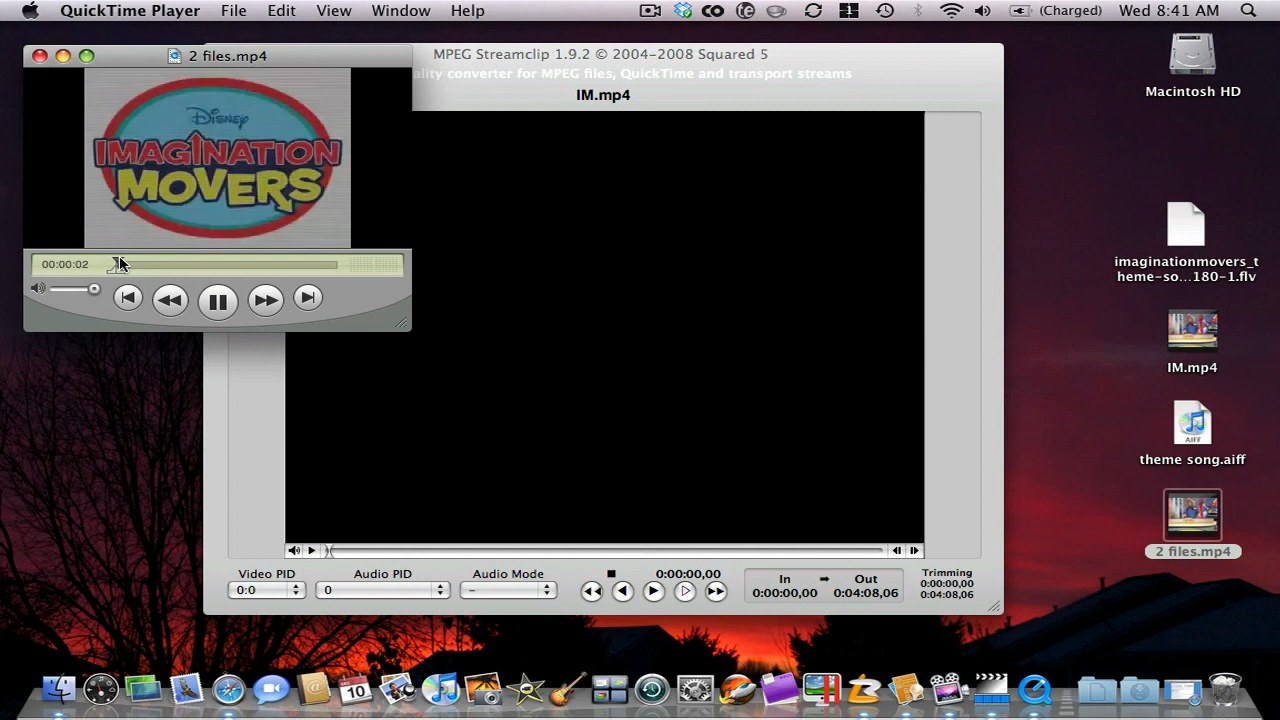 QuickTime Player File Edit View Window Help
1
(Charged) Wed 8:41 AM
2 files.mp4
DISNEY
IMAGINATION
MOVERS
00:00:02
MPEG Streamclip 1.9.2 © 2004-2008 Squared 5
ality converter for MPEG files, QuickTime and transport streams
IM.mp4
Video PID
0:0
Audio PID
0
Audio Mode
–
0:00:00,00
In
0:00:00,00
Out
0:04:08,06
Trimming
0:00:00,00
0:04:08,06
Macintosh HD
imaginationmovers_t
heme-so...180-1.flv
IM.mp4
AIFF
theme song.aiff
2 files.mp4
10